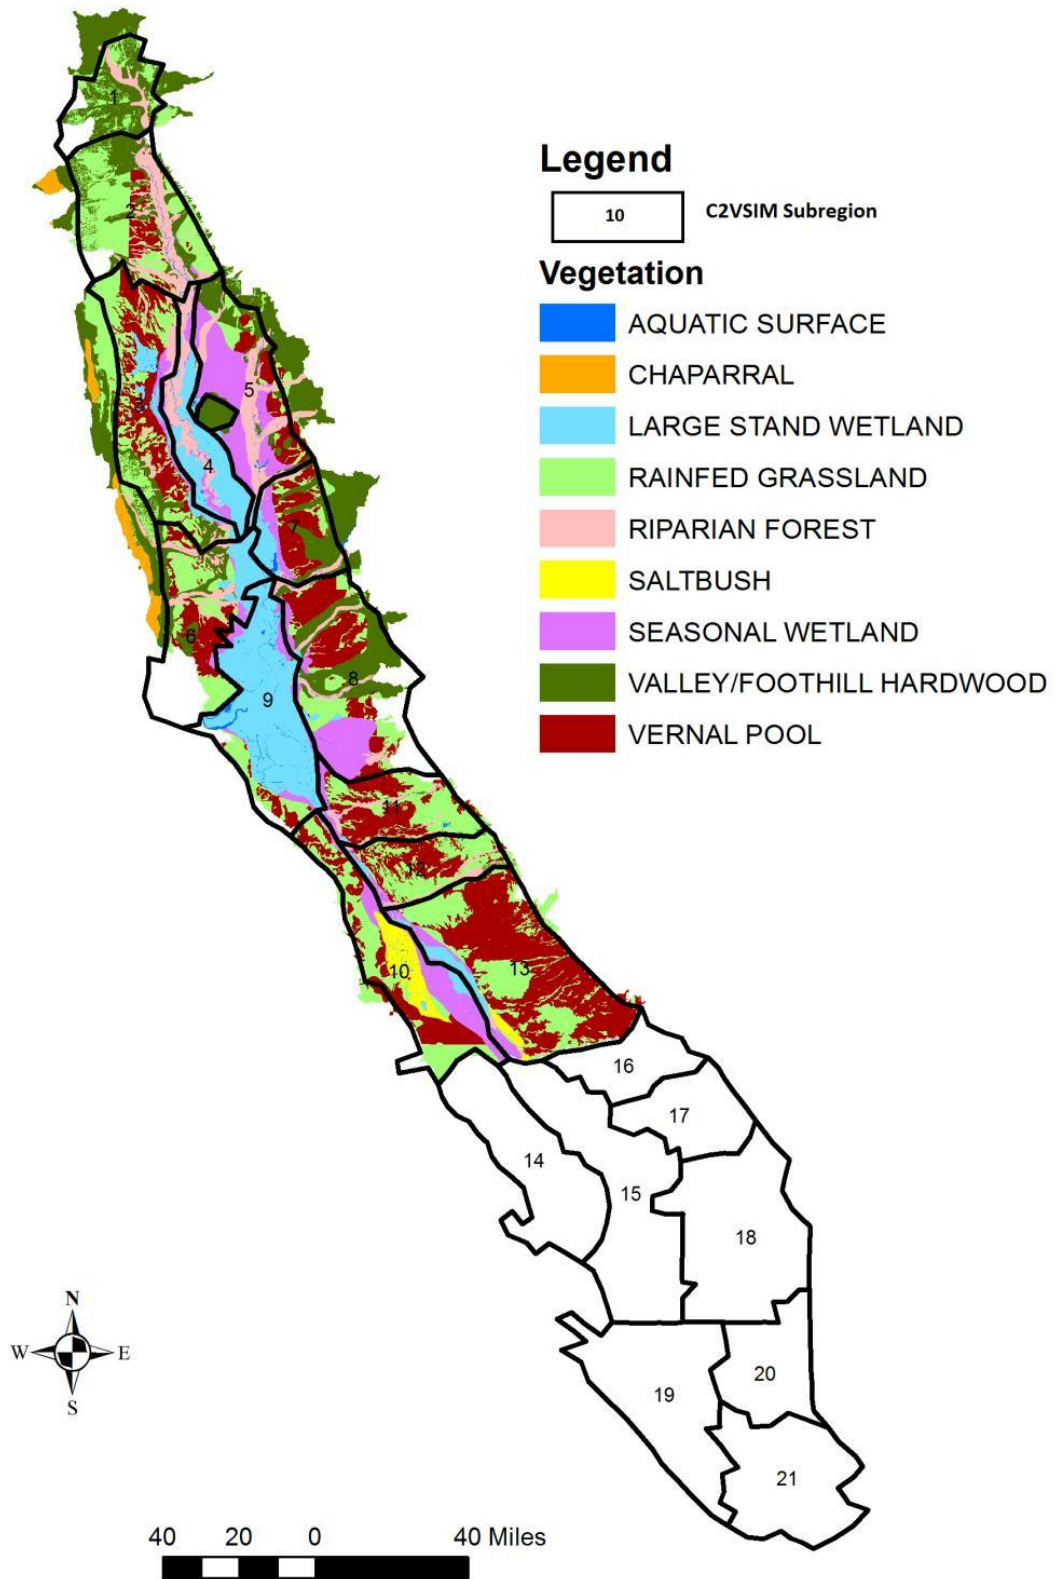 1
2
3
4
5
6
7
8
9
10
11
12
13
14
15
16
17
18
19
20
21
Legend
10 C2VSIM Subregion
Vegetation
AQUATIC SURFACE
CHAPARRAL
LARGE STAND WETLAND
RAINFED GRASSLAND
RIPARIAN FOREST
SALTBUSH
SEASONAL WETLAND
VALLEY/FOOTHILL HARDWOOD
VERNAL POOL
N
W E
S
40 20 0 40 Miles